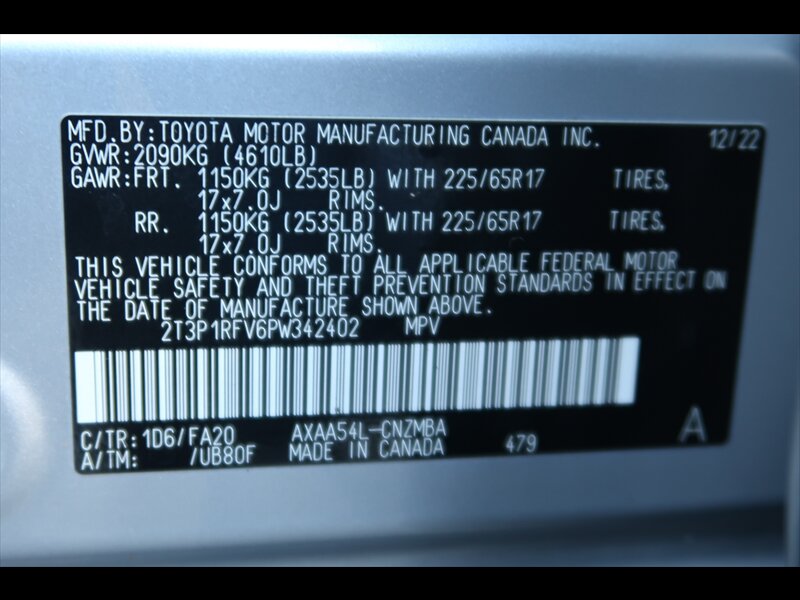 MFD.BY:TOYOTA MOTOR MANUFACTURING CANADA INC. 12/22
GVWR:2090KG (4610LB)
GAWR:FRT. 1150KG (2535LB) WITH 225/65R17 TIRES,
17x7.0J RIMS.
RR. 1150KG (2535LB) WITH 225/65R17 TIRES,
17x7.0J RIMS.
THIS VEHICLE CONFORMS TO ALL APPLICABLE FEDERAL MOTOR
VEHICLE SAFETY AND THEFT PREVENTION STANDARDS IN EFFECT ON
THE DATE OF MANUFACTURE SHOWN ABOVE.
2T3P1RFV6PW342402 MPV
C/TR:1D6/FA20 AXAA54L-CNZMBA A
A/TM: /UB80F MADE IN CANADA 479